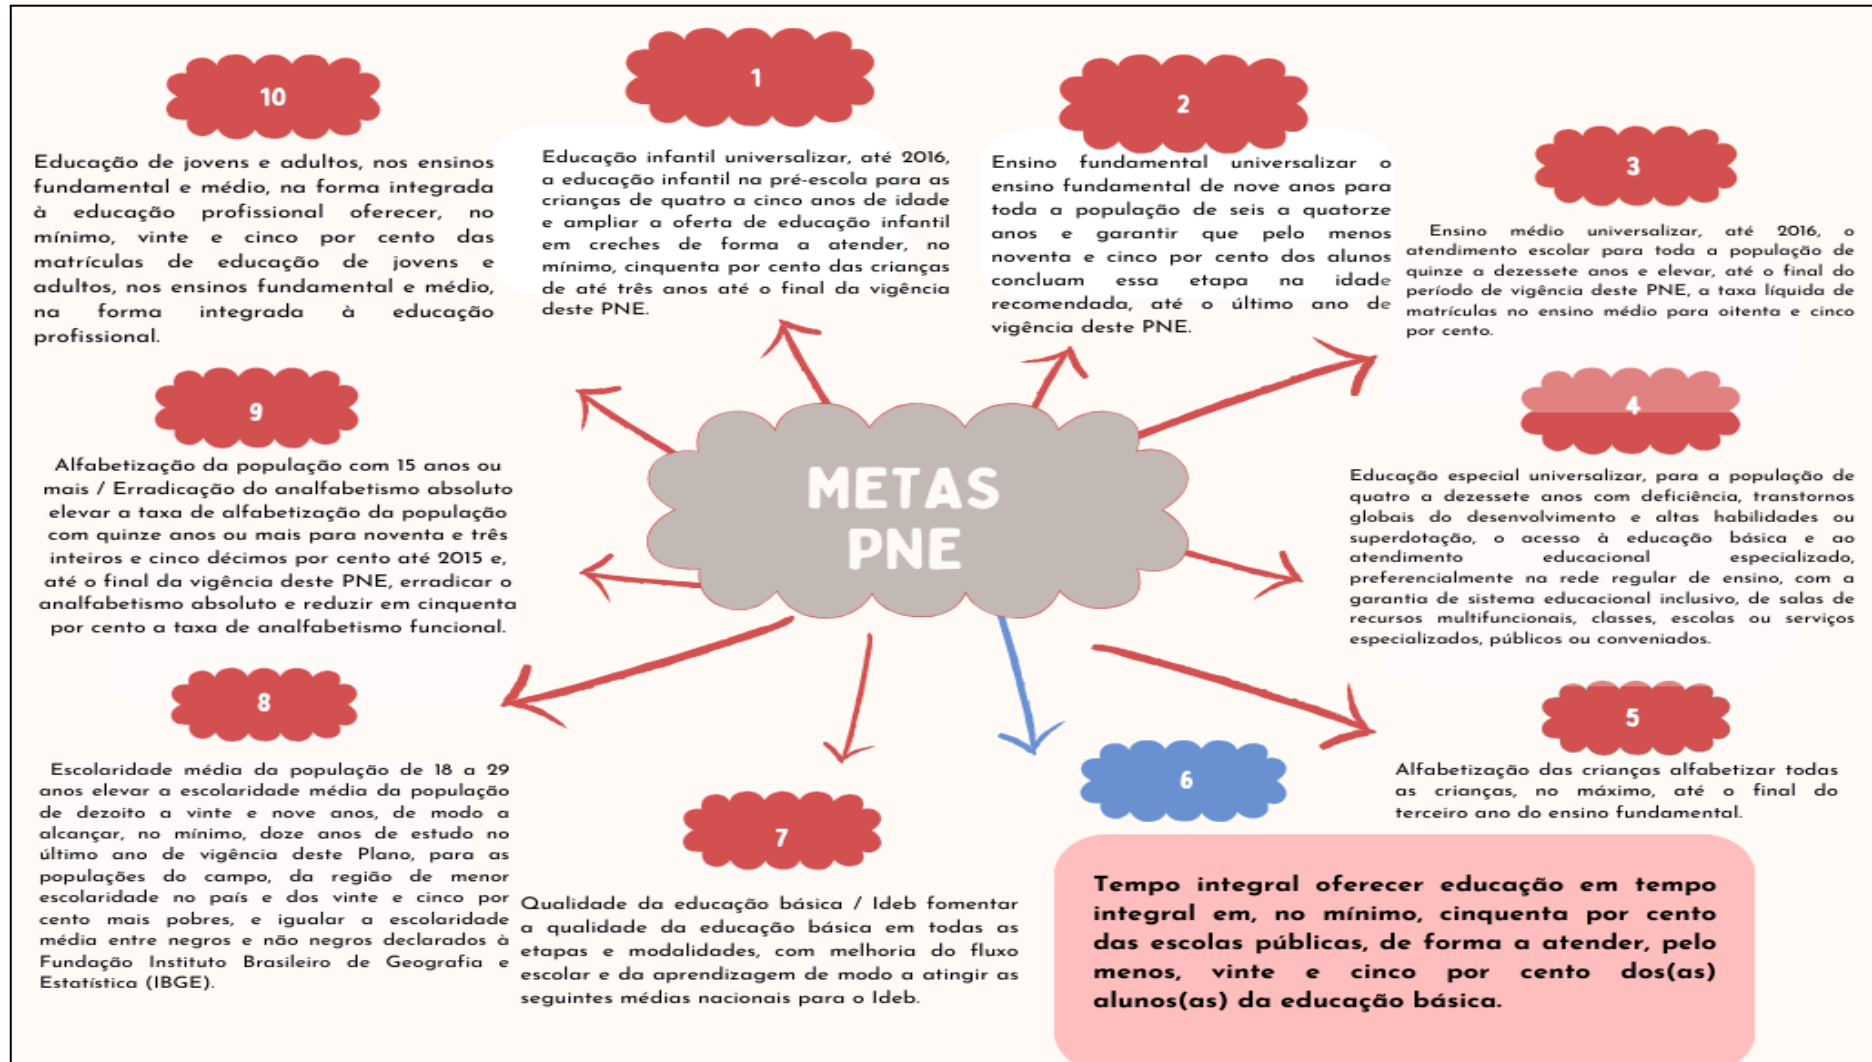 METAS
PNE
1
Educação infantil universalizar, até 2016,
a educação infantil na pré-escola para as
crianças de quatro a cinco anos de idade
e ampliar a oferta de educação infantil
em creches de forma a atender, no
mínimo, cinquenta por cento das crianças
de até três anos até o final da vigência
deste PNE.
2
Ensino fundamental universalizar o
ensino fundamental de nove anos para
toda a população de seis a quatorze
anos e garantir que pelo menos
noventa e cinco por cento dos alunos
concluam essa etapa na idade
recomendada, até o último ano de
vigência deste PNE.
3
Ensino médio universalizar, até 2016, o
atendimento escolar para toda a população de
quinze a dezessete anos e elevar, até o final do
período de vigência deste PNE, a taxa líquida de
matrículas no ensino médio para oitenta e cinco
por cento.
4
Educação especial universalizar, para a população de
quatro a dezessete anos com deficiência, transtornos
globais do desenvolvimento e altas habilidades ou
superdotação, o acesso à educação básica e ao
atendimento educacional especializado,
preferencialmente na rede regular de ensino, com a
garantia de sistema educacional inclusivo, de salas de
recursos multifuncionais, classes, escolas ou serviços
especializados, públicos ou conveniados.
5
Alfabetização das crianças alfabetizar todas
as crianças, no máximo, até o final do
terceiro ano do ensino fundamental.
6
Tempo integral oferecer educação em tempo
integral em, no mínimo, cinquenta por cento
das escolas públicas, de forma a atender, pelo
menos, vinte e cinco por cento dos(as)
alunos(as) da educação básica.
7
Qualidade da educação básica / Ideb fomentar
a qualidade da educação básica em todas as
etapas e modalidades, com melhoria do fluxo
escolar e da aprendizagem de modo a atingir as
seguintes médias nacionais para o Ideb.
8
Escolaridade média da população de 18 a 29
anos elevar a escolaridade média da população
de dezoito a vinte e nove anos, de modo a
alcançar, no mínimo, doze anos de estudo no
último ano de vigência deste Plano, para as
populações do campo, da região de menor
escolaridade no país e dos vinte e cinco por
cento mais pobres, e igualar a escolaridade
média entre negros e não negros declarados à
Fundação Instituto Brasileiro de Geografia e
Estatística (IBGE).
9
Alfabetização da população com 15 anos ou
mais / Erradicação do analfabetismo absoluto
elevar a taxa de alfabetização da população
com quinze anos ou mais para noventa e três
inteiros e cinco décimos por cento até 2015 e,
até o final da vigência deste PNE, erradicar o
analfabetismo absoluto e reduzir em cinquenta
por cento a taxa de analfabetismo funcional.
10
Educação de jovens e adultos, nos ensinos
fundamental e médio, na forma integrada
à educação profissional oferecer, no
mínimo, vinte e cinco por cento das
matrículas de educação de jovens e
adultos, nos ensinos fundamental e médio,
na forma integrada à educação
profissional.